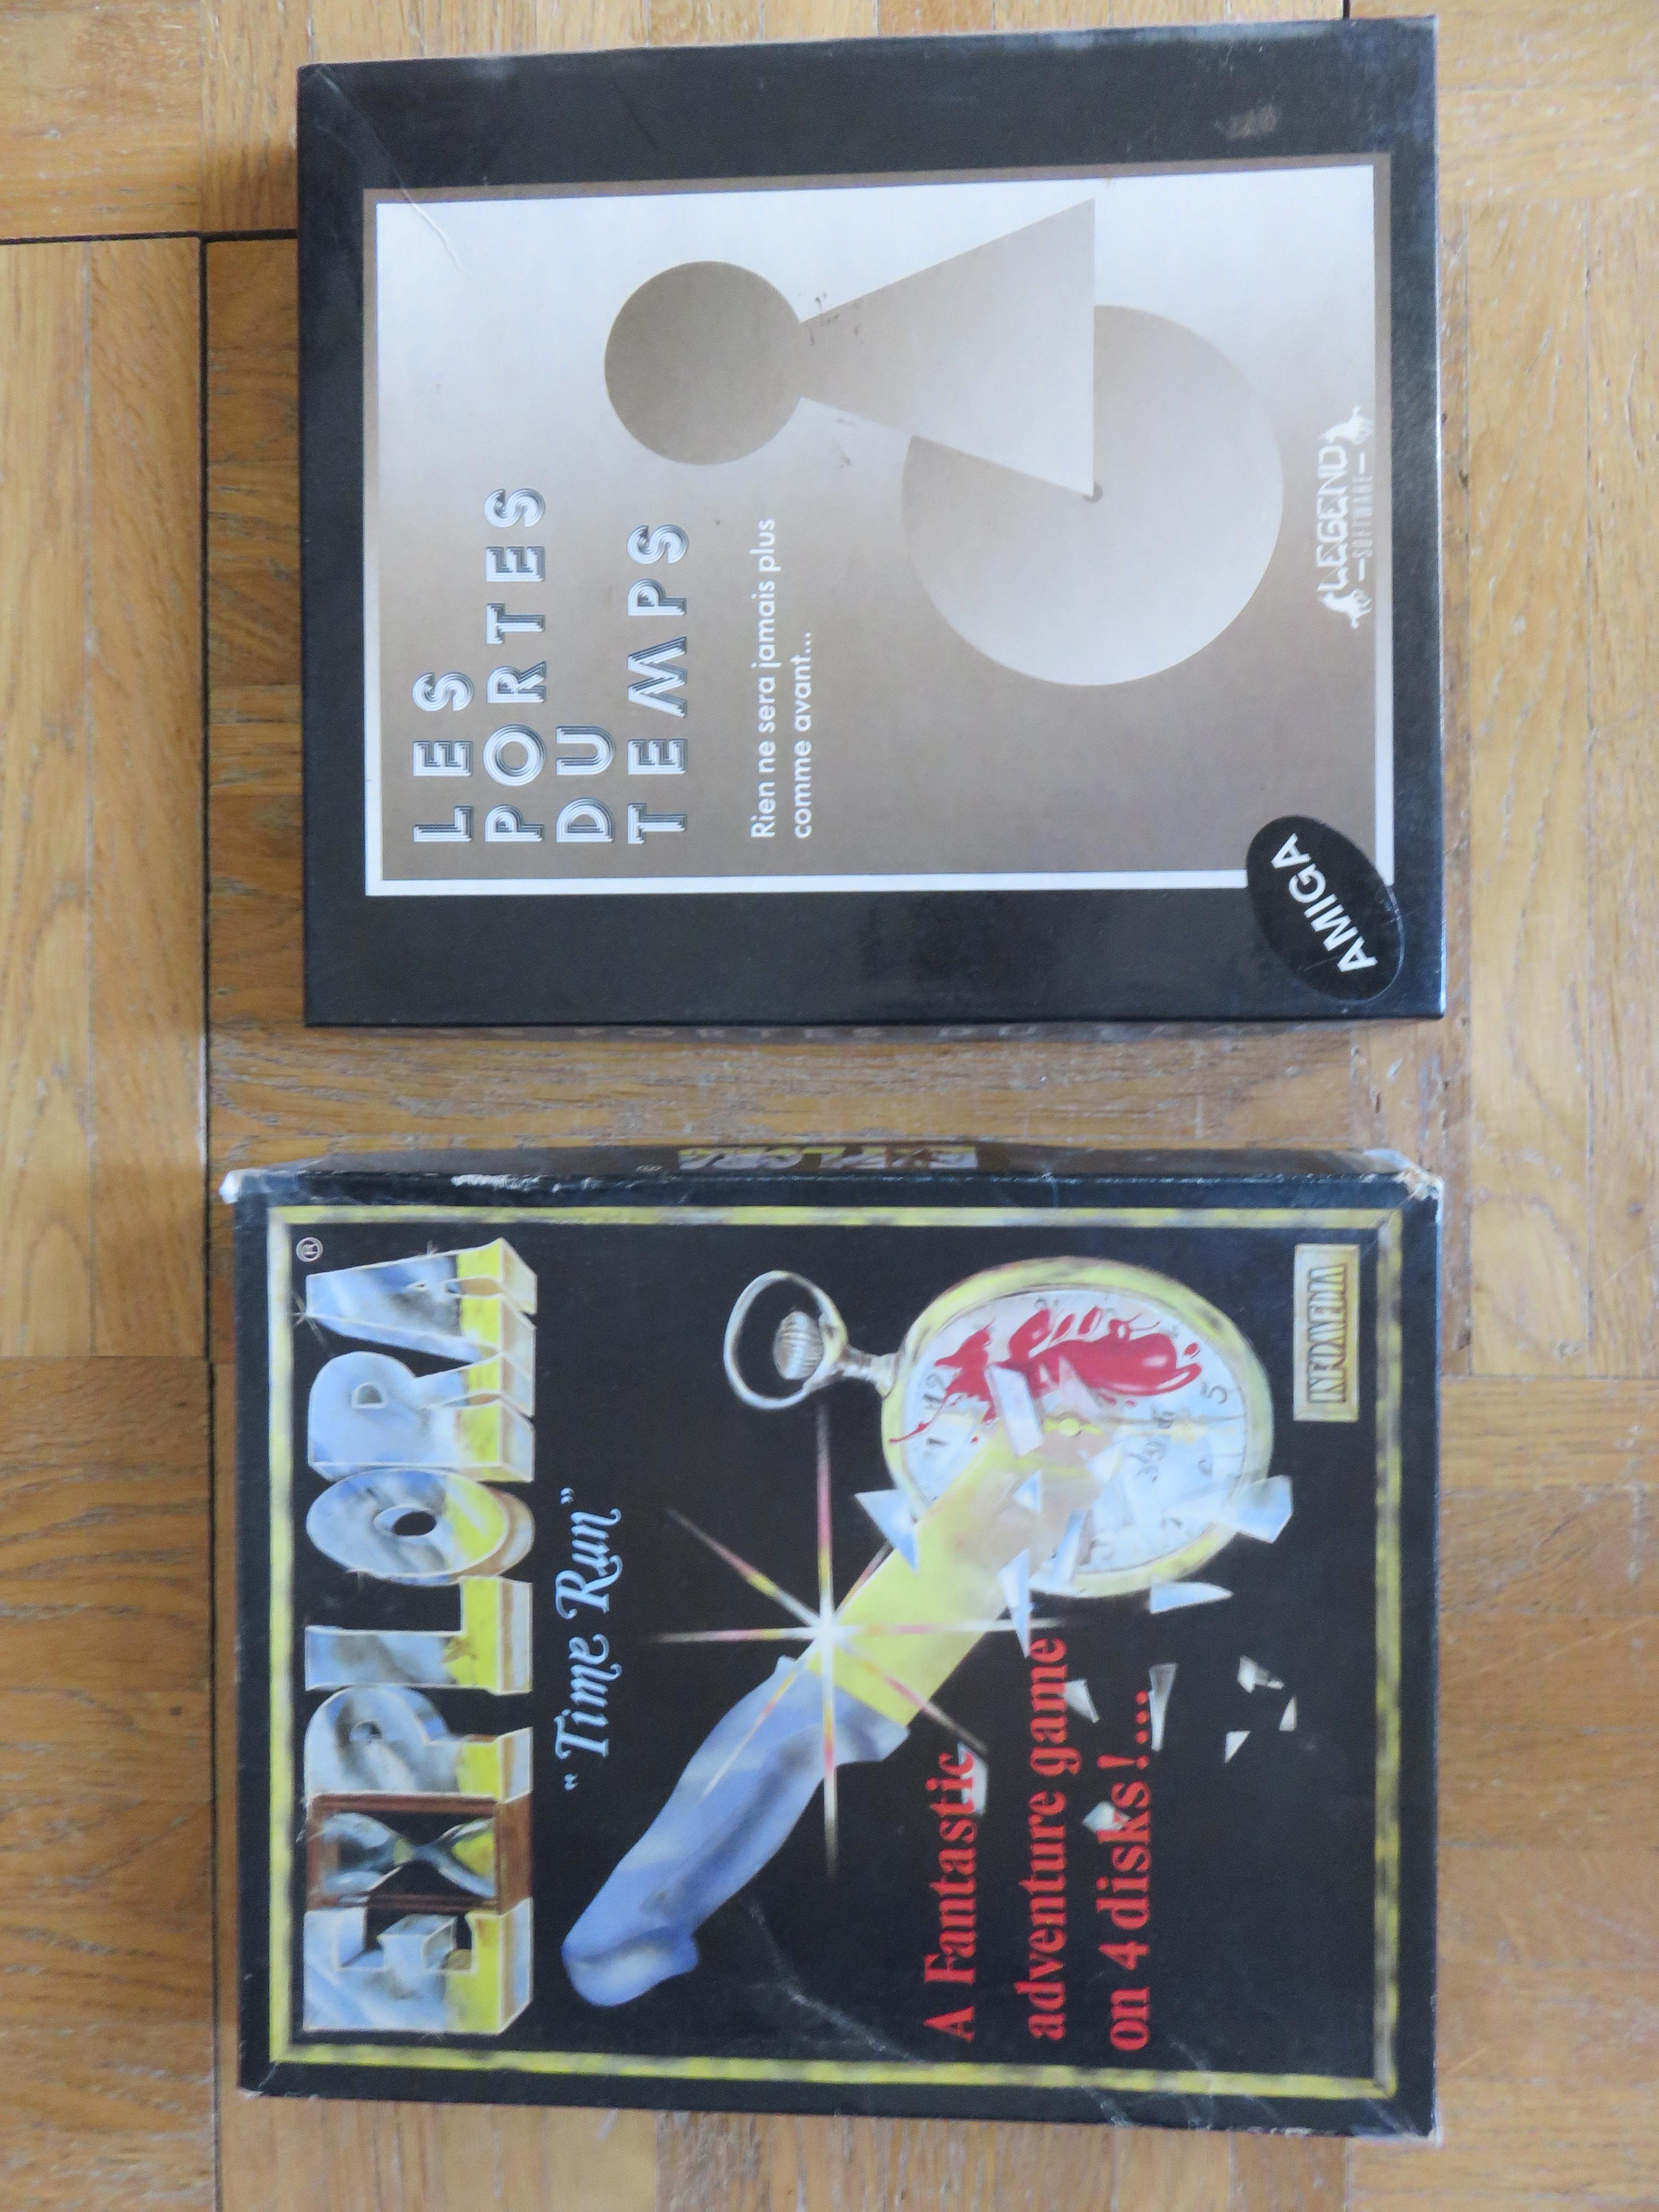 EXPLORA
®
"Time Run"
A Fantastic
adventure game
on 4 disks!...
INFOMEDIA
EXPLORA
LES
PORTES
DU
TEMPS
Rien ne sera jamais plus
comme avant...
LEGEND
SOFTWARE
AMIGA